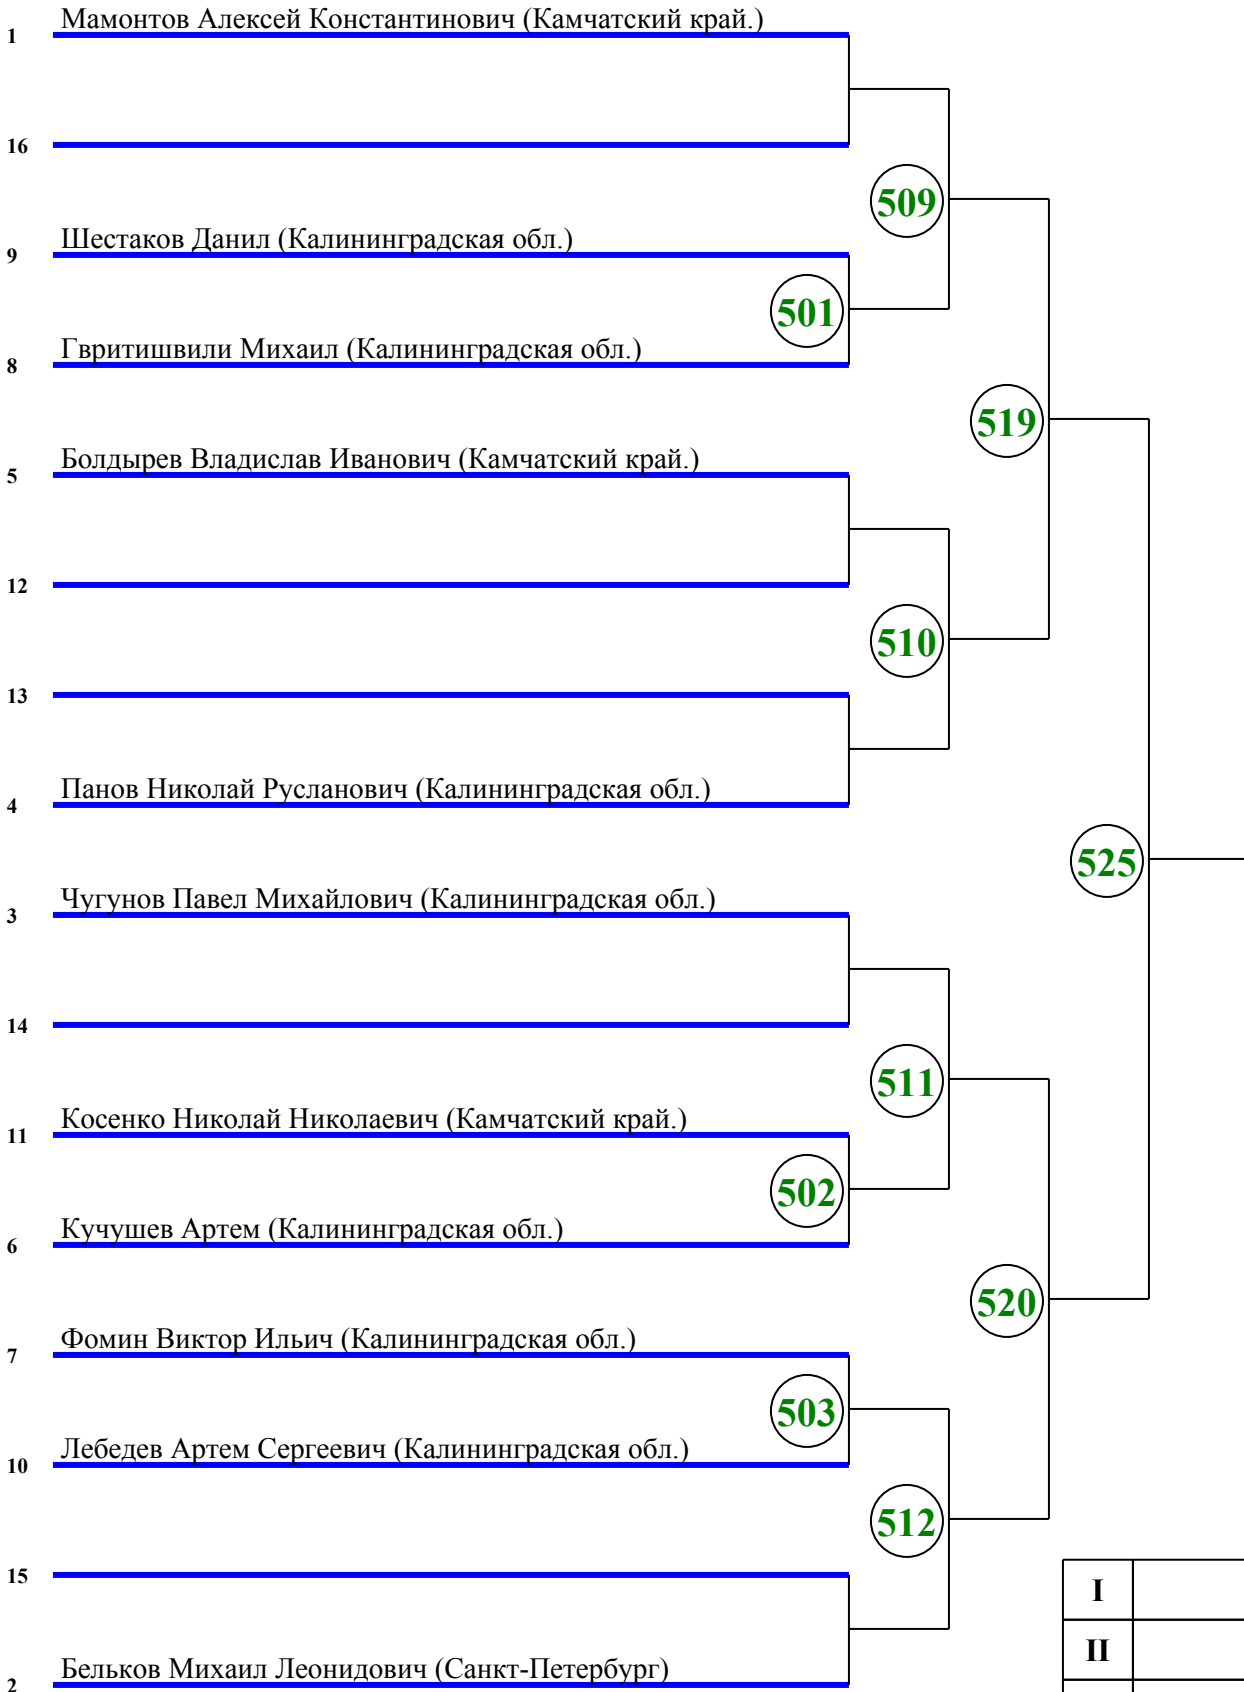 Мамонтов Алексей Константинович (Камчатский край.)
1
16
509
Шестаков Данил (Калининградская обл.)
9
501
Гвритишвили Михаил (Калининградская обл.)
8
519
Болдырев Владислав Иванович (Камчатский край.)
5
12
510
13
Панов Николай Русланович (Калининградская обл.)
4
525
Чугунов Павел Михайлович (Калининградская обл.)
3
14
511
Косенко Николай Николаевич (Камчатский край.)
11
502
Кучушев Артем (Калининградская обл.)
6
520
Фомин Виктор Ильич (Калининградская обл.)
7
503
Лебедев Артем Сергеевич (Калининградская обл.)
10
512
15
I
II
Бельков Михаил Леонидович (Санкт-Петербург)
2